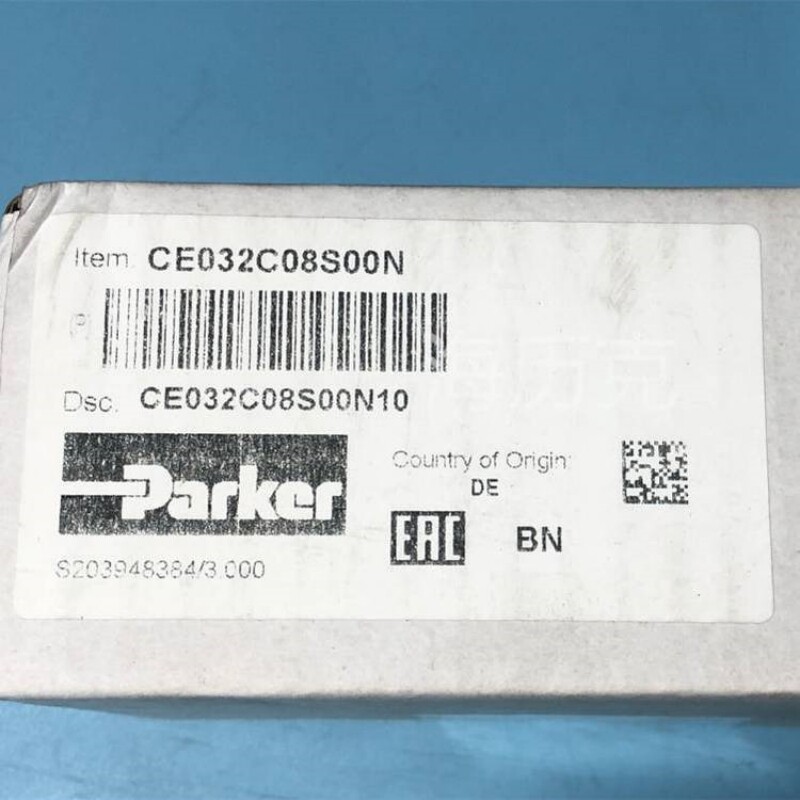 Item CE032C08S00N
(P)
Dsc. CE032C08S00N10
Parker
Country of Origin:
DE
EAC
BN
S203948384/3.000